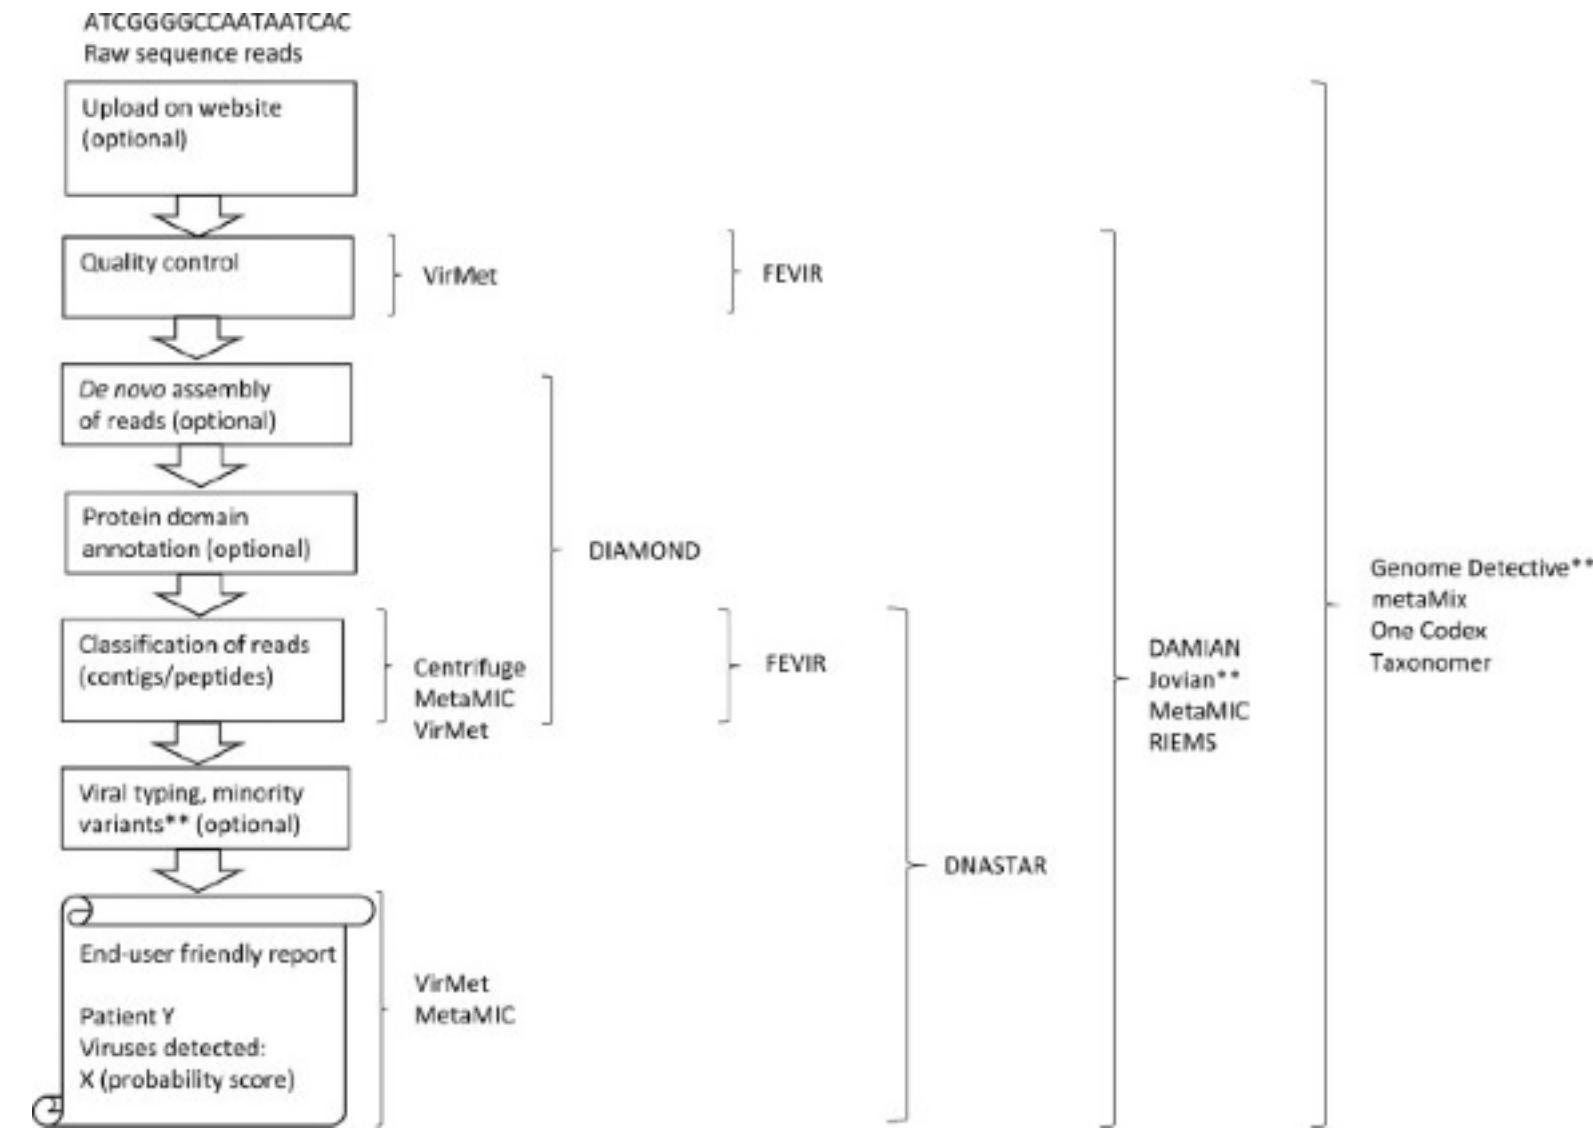 ATCGGGGCCAATAATCAC
Raw sequence reads
Upload on website
(optional)
Quality control
VirMet
FEVIR
De novo assembly
of reads (optional)
Protein domain
annotation (optional)
DIAMOND
Classification of reads
(contigs/peptides)
Centrifuge
MetaMIC
VirMet
FEVIR
Viral typing, minority
variants** (optional)
End-user friendly report
Patient Y
Viruses detected:
X (probability score)
VirMet
MetaMIC
DNASTAR
DAMIAN
Jovian**
MetaMIC
RIEMS
Genome Detective**
metaMix
One Codex
Taxonomer